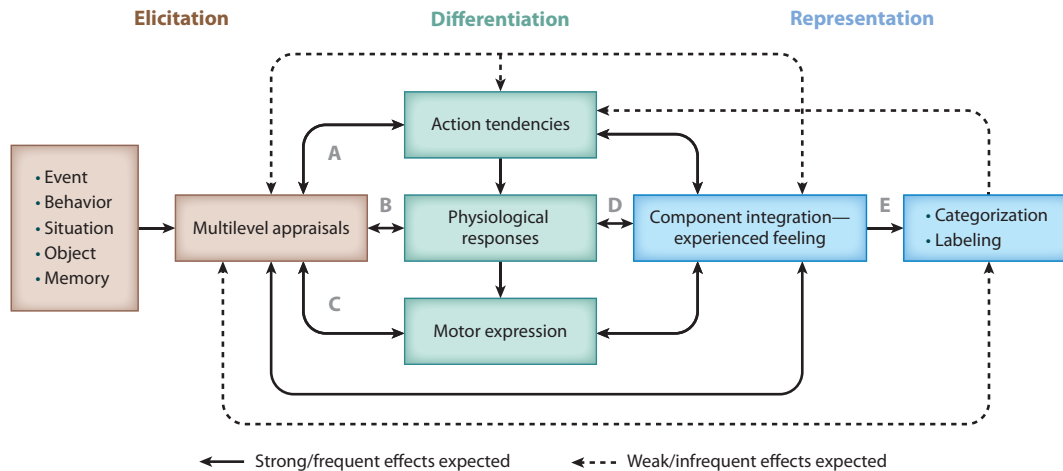 Elicitation
Differentiation
Representation
• Event
• Behavior
• Situation
• Object
• Memory
Multilevel appraisals
A
B
C
Action tendencies
Physiological
responses
Motor expression
D
Component integration—
experienced feeling
E
• Categorization
• Labeling
Strong/frequent effects expected
Weak/infrequent effects expected